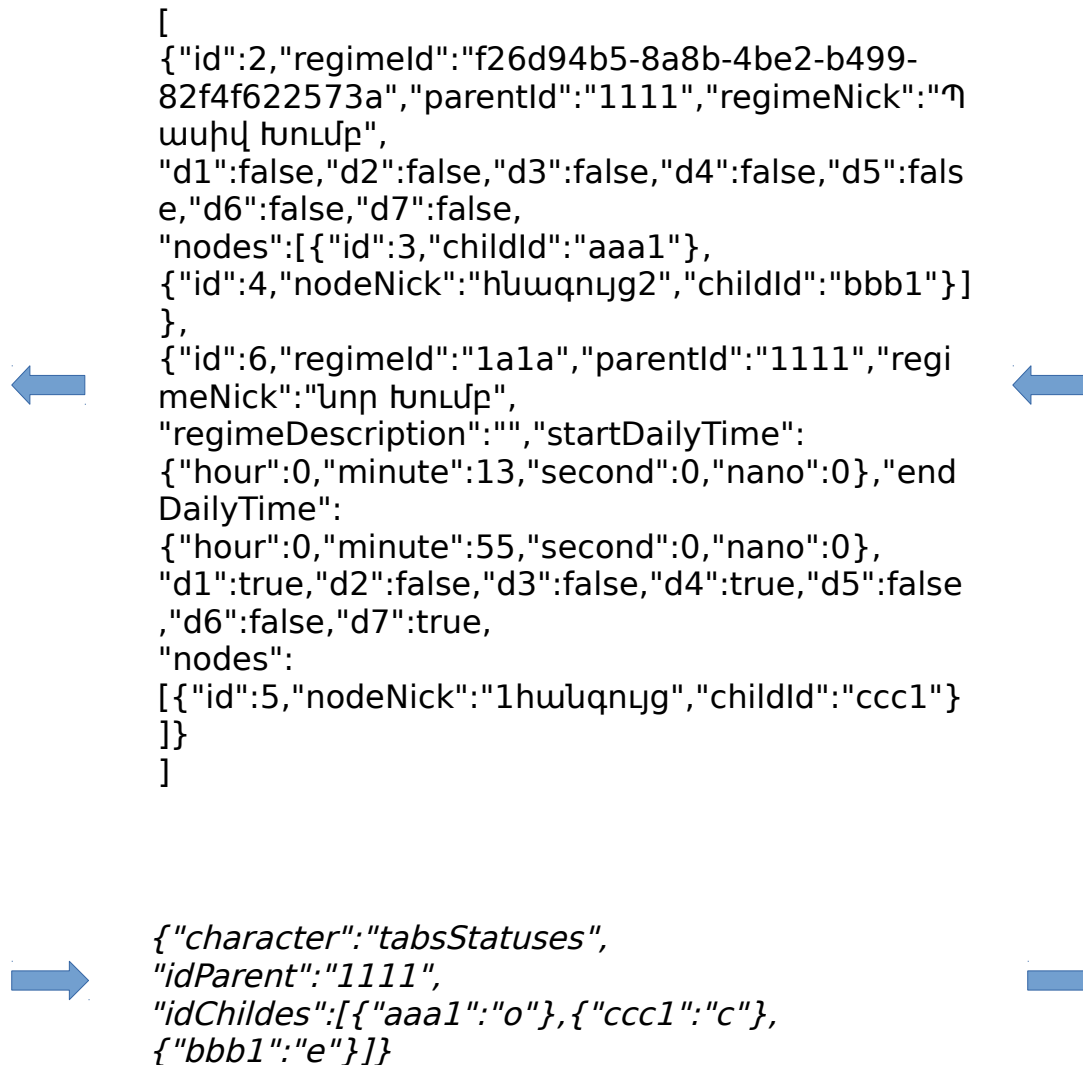 [
{"id":2,"regimeId":"f26d94b5-8a8b-4be2-b499-
82f4f622573a","parentId":"1111","regimeNick":"Պ
ասիվ Խումբ",
"d1":false,"d2":false,"d3":false,"d4":false,"d5":fals
e,"d6":false,"d7":false,
"nodes":[{"id":3,"childId":"aaa1"},
{"id":4,"nodeNick":"հնագույց2","childId":"bbb1"}]
},
{"id":6,"regimeId":"1a1a","parentId":"1111","regi
meNick":"նոր Խումբ",
"regimeDescription":"","startDailyTime":
{"hour":0,"minute":13,"second":0,"nano":0},"end
DailyTime":
{"hour":0,"minute":55,"second":0,"nano":0},
"d1":true,"d2":false,"d3":false,"d4":true,"d5":false
,"d6":false,"d7":true,
"nodes":
[{"id":5,"nodeNick":"1հանգույց","childId":"ccc1"}
]}
]
{"character":"tabsStatuses",
"idParent":"1111",
"idChildes":[{"aaa1":"o"},{"ccc1":"c"},
{"bbb1":"e"}]}